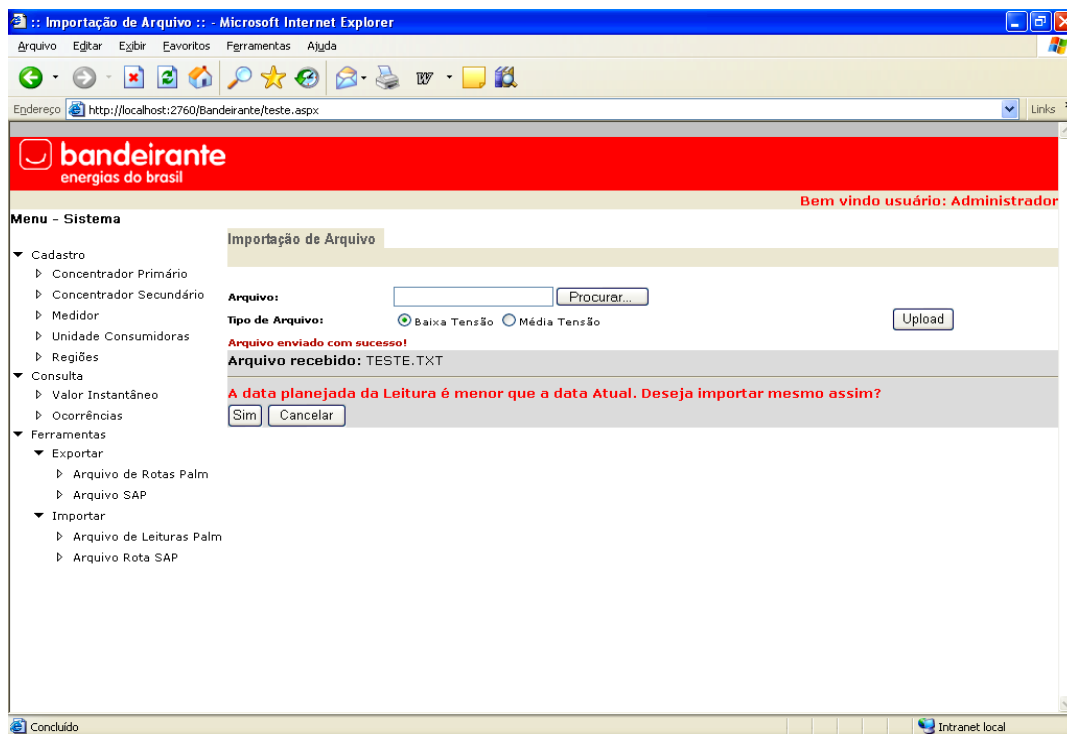 :: Importação de Arquivo :: - Microsoft Internet Explorer
Arquivo Editar Exibir Favoritos Ferramentas Ajuda
Endereço http://localhost:2760/Bandeirante/teste.aspx Links
bandeirante
energias do brasil
Bem vindo usuário: Administrador
Menu - Sistema
Importação de Arquivo
Cadastro
Concentrador Primário
Concentrador Secundário
Medidor
Unidade Consumidoras
Regiões
Consulta
Valor Instantâneo
Ocorrências
Ferramentas
Exportar
Arquivo de Rotas Palm
Arquivo SAP
Importar
Arquivo de Leituras Palm
Arquivo Rota SAP
Arquivo: Procurar...
Tipo de Arquivo: Baixa Tensão Média Tensão Upload
Arquivo enviado com sucesso!
Arquivo recebido: TESTE.TXT
A data planejada da Leitura é menor que a data Atual. Deseja importar mesmo assim?
Sim Cancelar
Concluído Intranet local